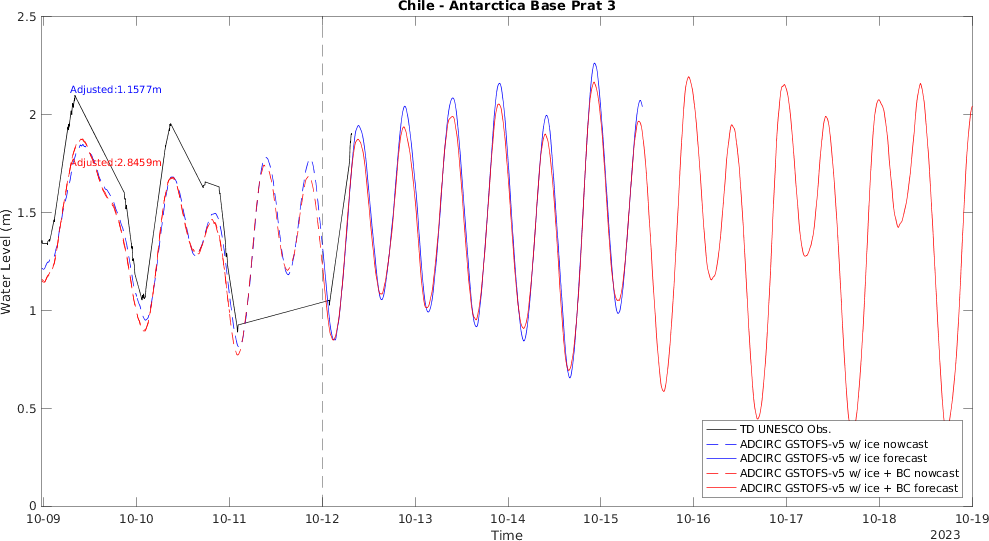 Chile - Antarctica Base Prat 3
2.5
2
1.5
1
0.5
0
Water Level (m)
Adjusted:1.1577m
Adjusted:2.8459m
TD UNESCO Obs.
ADCIRC GSTOFS-v5 w/ ice nowcast
ADCIRC GSTOFS-v5 w/ ice forecast
ADCIRC GSTOFS-v5 w/ ice + BC nowcast
ADCIRC GSTOFS-v5 w/ ice + BC forecast
10-09 10-10 10-11 10-12 10-13 10-14 10-15 10-16 10-17 10-18 10-19
Time
2023